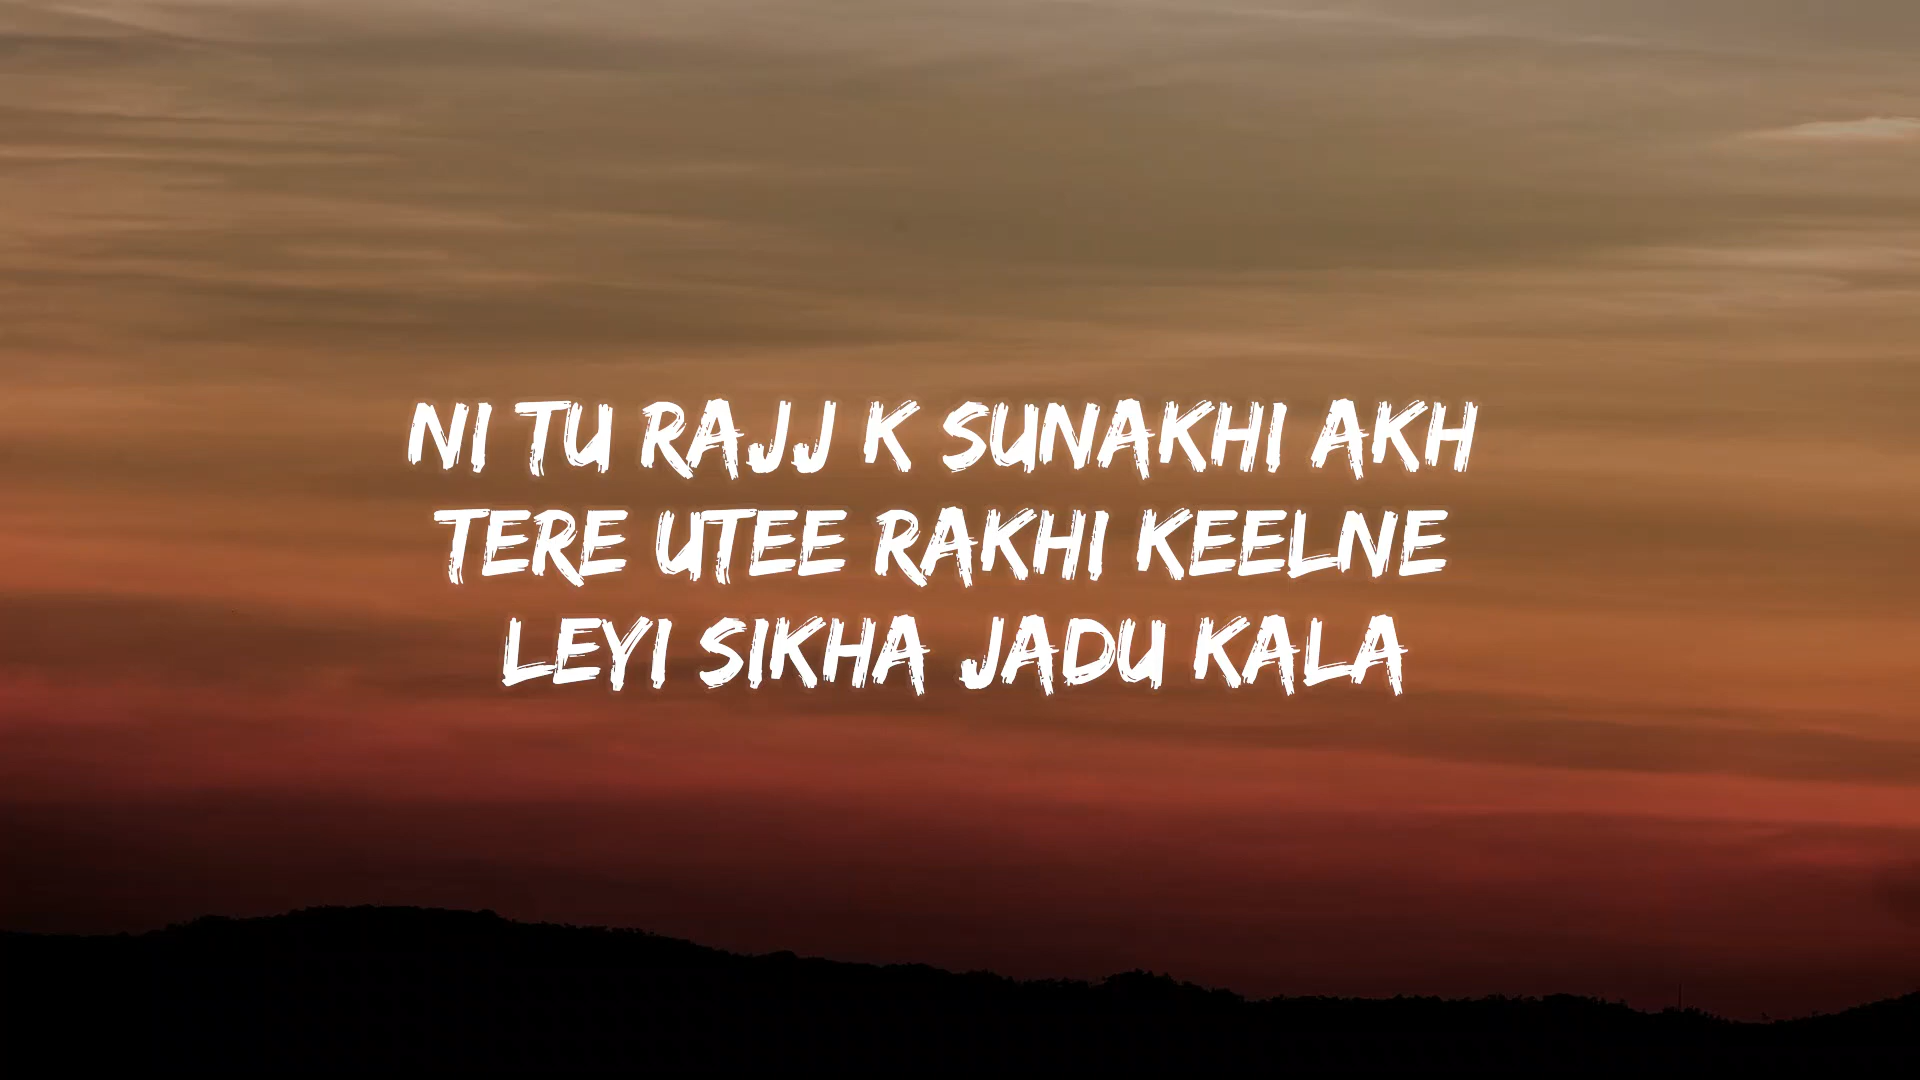 NI TU RAJJ K SUNAKHI AKH
TERE UTEE RAKHI KEELNE
LEYI SIKHA JADU KALA